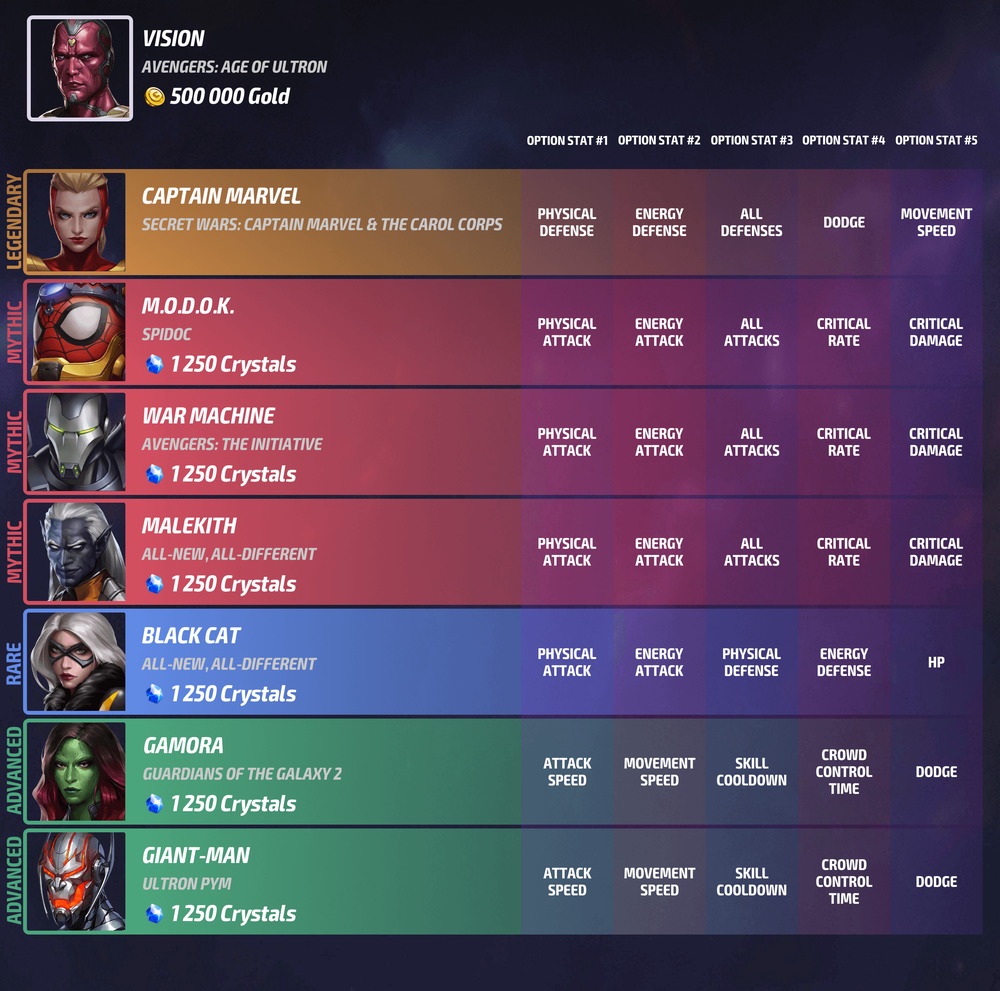 VISION
AVENGERS: AGE OF ULTRON
500 000 Gold
OPTION STAT #1 OPTION STAT #2 OPTION STAT #3 OPTION STAT #4 OPTION STAT #5
LEGENDARY
CAPTAIN MARVEL
SECRET WARS: CAPTAIN MARVEL & THE CAROL CORPS
PHYSICAL
DEFENSE
ENERGY
DEFENSE
ALL
DEFENSES
DODGE
MOVEMENT
SPEED
MYTHIC
M.O.D.O.K.
SPIDOC
1 250 Crystals
PHYSICAL
ATTACK
ENERGY
ATTACK
ALL
ATTACKS
CRITICAL
RATE
CRITICAL
DAMAGE
MYTHIC
WAR MACHINE
AVENGERS: THE INITIATIVE
1 250 Crystals
PHYSICAL
ATTACK
ENERGY
ATTACK
ALL
ATTACKS
CRITICAL
RATE
CRITICAL
DAMAGE
MYTHIC
MALEKITH
ALL-NEW, ALL-DIFFERENT
1 250 Crystals
PHYSICAL
ATTACK
ENERGY
ATTACK
ALL
ATTACKS
CRITICAL
RATE
CRITICAL
DAMAGE
RARE
BLACK CAT
ALL-NEW, ALL-DIFFERENT
1 250 Crystals
PHYSICAL
ATTACK
ENERGY
ATTACK
PHYSICAL
DEFENSE
ENERGY
DEFENSE
HP
ADVANCED
GAMORA
GUARDIANS OF THE GALAXY 2
1 250 Crystals
ATTACK
SPEED
MOVEMENT
SPEED
SKILL
COOLDOWN
CROWD
CONTROL
TIME
DODGE
ADVANCED
GIANT-MAN
ULTRON PYM
1 250 Crystals
ATTACK
SPEED
MOVEMENT
SPEED
SKILL
COOLDOWN
CROWD
CONTROL
TIME
DODGE